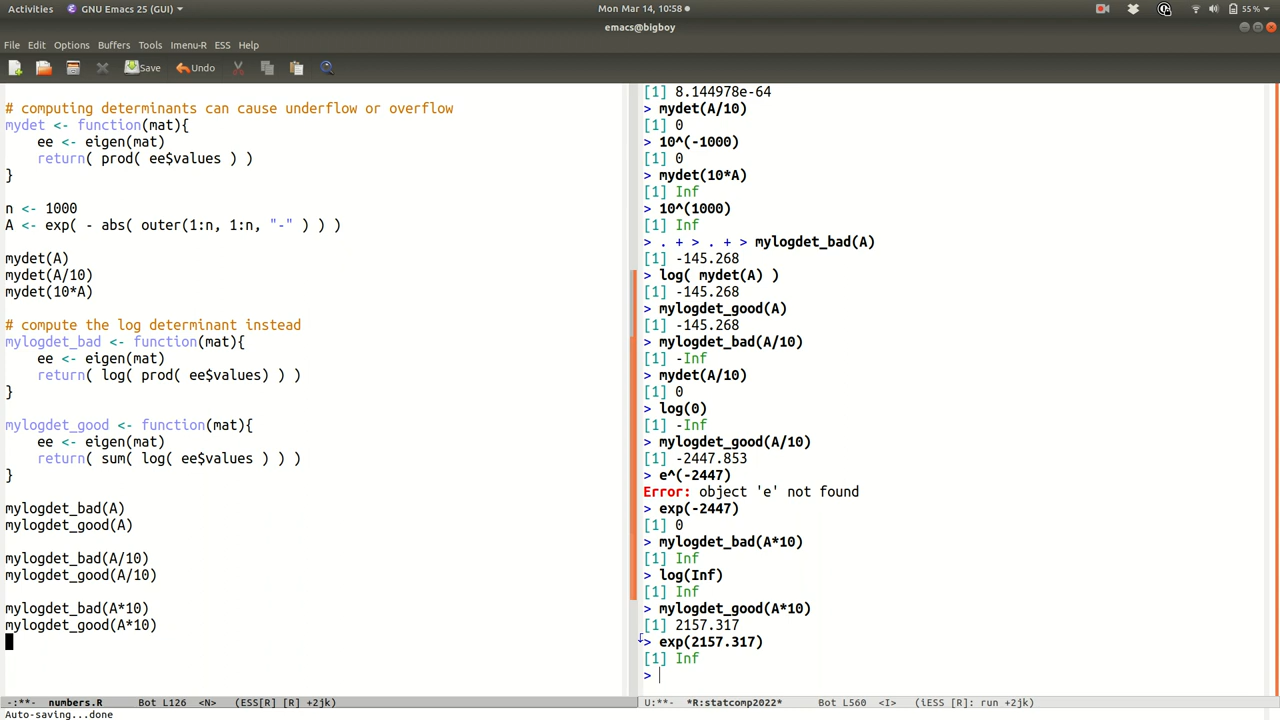 Activities GNU Emacs 25 (GUI) Mon Mar 14, 10:58 55 %
emacs@bigboy
File Edit Options Buffers Tools Imenu-R ESS Help
Save Undo
# computing determinants can cause underflow or overflow
mydet <- function(mat){
    ee <- eigen(mat)
    return( prod( ee$values ) )
}
n <- 1000
A <- exp( - abs( outer(1:n, 1:n, "-" ) ) )
mydet(A)
mydet(A/10)
mydet(10*A)
# compute the log determinant instead
mylogdet_bad <- function(mat){
    ee <- eigen(mat)
    return( log( prod( ee$values) ) )
}
mylogdet_good <- function(mat){
    ee <- eigen(mat)
    return( sum( log( ee$values ) ) )
}
mylogdet_bad(A)
mylogdet_good(A)
mylogdet_bad(A/10)
mylogdet_good(A/10)
mylogdet_bad(A*10)
mylogdet_good(A*10)
[1] 8.144978e-64
> mydet(A/10)
[1] 0
> 10^(-1000)
[1] 0
> mydet(10*A)
[1] Inf
> 10^(1000)
[1] Inf
> . + > . + > mylogdet_bad(A)
[1] -145.268
> log( mydet(A) )
[1] -145.268
> mylogdet_good(A)
[1] -145.268
> mylogdet_bad(A/10)
[1] -Inf
> mydet(A/10)
[1] 0
> log(0)
[1] -Inf
> mylogdet_good(A/10)
[1] -2447.853
> e^(-2447)
Error: object 'e' not found
> exp(-2447)
[1] 0
> mylogdet_bad(A*10)
[1] Inf
> log(Inf)
[1] Inf
> mylogdet_good(A*10)
[1] 2157.317
> exp(2157.317)
[1] Inf
>
-:**- numbers.R Bot L126 <N> (ESS[R] [R] +2jk)
U:**- *R:statcomp2022* Bot L560 <I> (iESS [R]: run +2jk)
Auto-saving...done